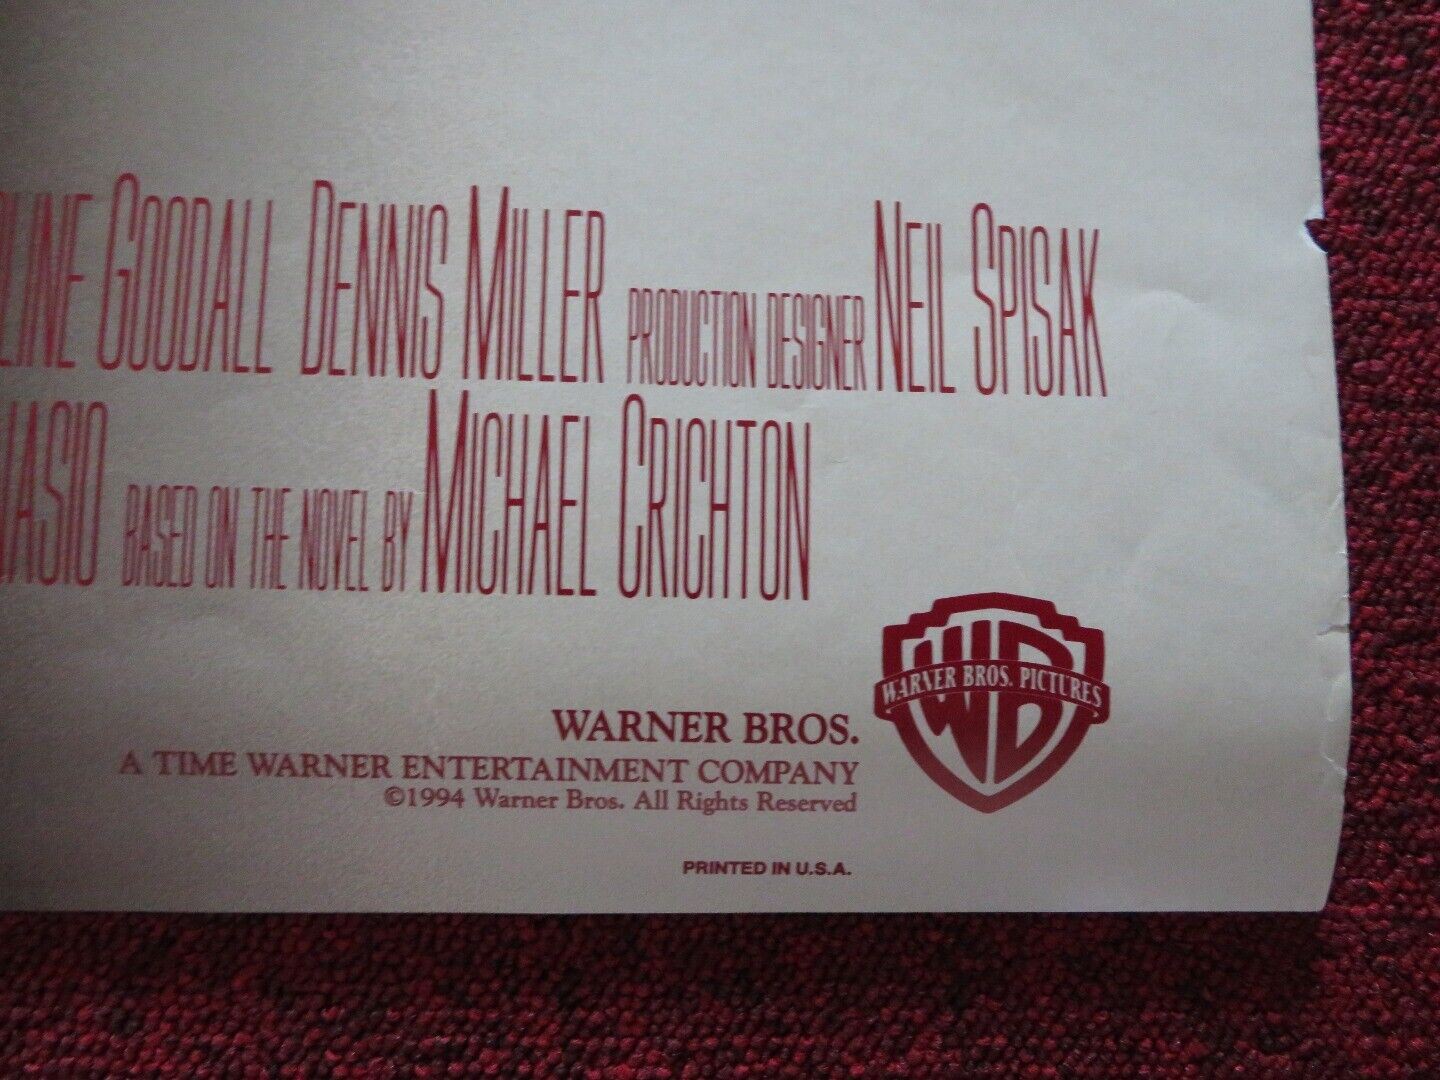 LINE GOODALL DENNIS MILLER PRODUCTION DESIGNER NEIL SPISAK
NASIO BASED ON THE NOVEL BY MICHAEL CRICHTON
WARNER BROS. PICTURES
WARNER BROS.
A TIME WARNER ENTERTAINMENT COMPANY
©1994 Warner Bros. All Rights Reserved
PRINTED IN U.S.A.